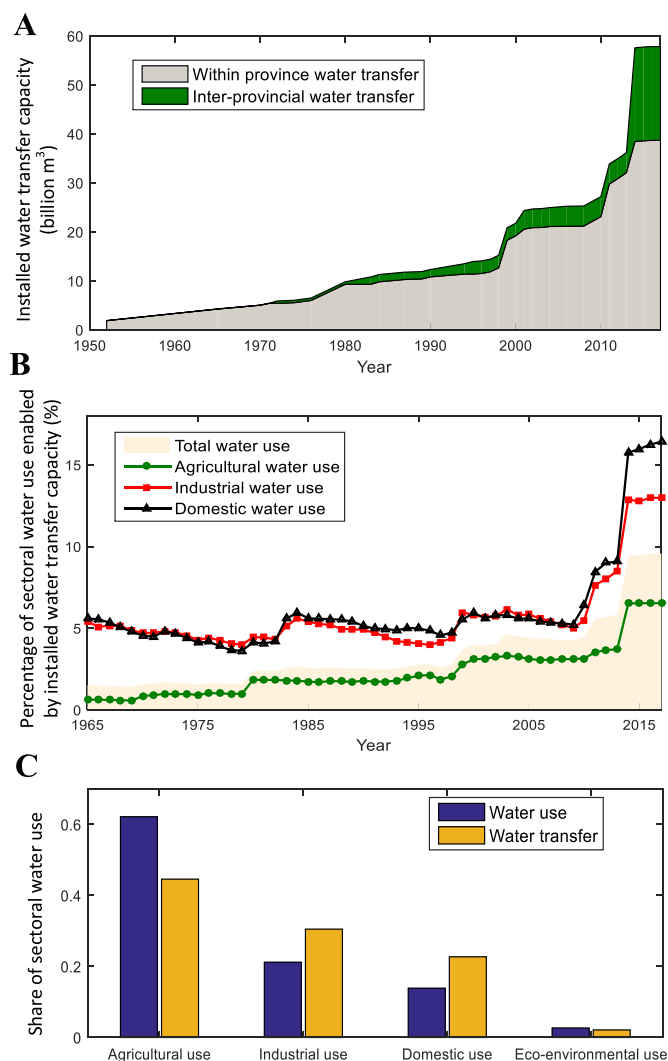 A
Installed water transfer capacity
(billion m³)
60
50
40
30
20
10
0
Within province water transfer
Inter-provincial water transfer
1950
1960
1970
1980
1990
2000
2010
Year
B
Percentage of sectoral water use enabled
by installed water transfer capacity (%)
15
10
5
0
Total water use
Agricultural water use
Industrial water use
Domestic water use
1965
1975
1985
1995
2005
2015
Year
C
Share of sectoral water use
0.6
0.4
0.2
0
Water use
Water transfer
Agricultural use
Industrial use
Domestic use
Eco-environmental use